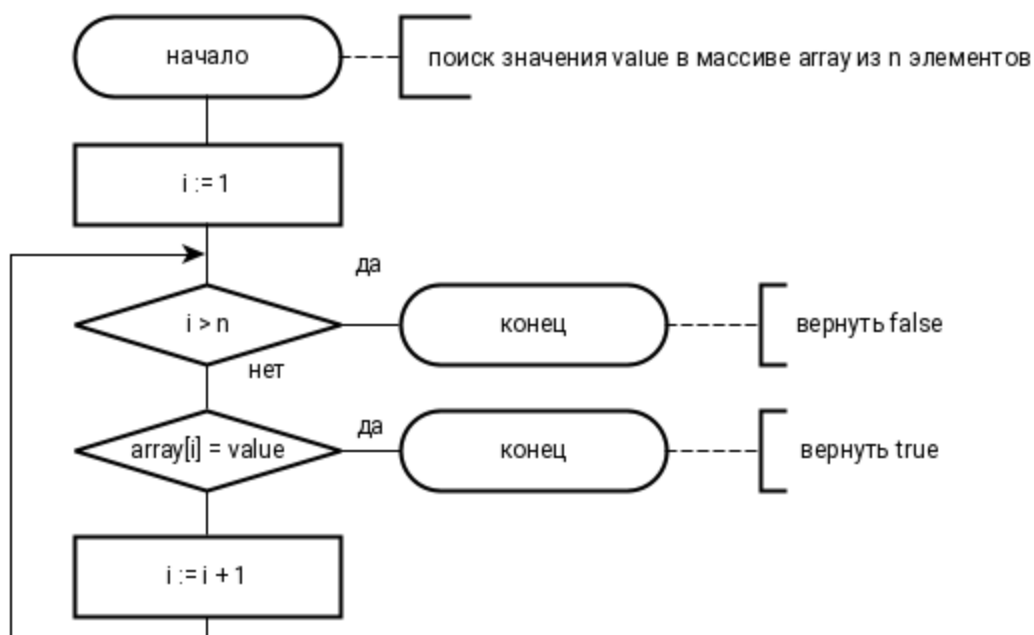 начало
поиск значения value в массиве array из n элементов
i := 1
да
i > n
конец
вернуть false
нет
да
array[i] = value
конец
вернуть true
i := i + 1